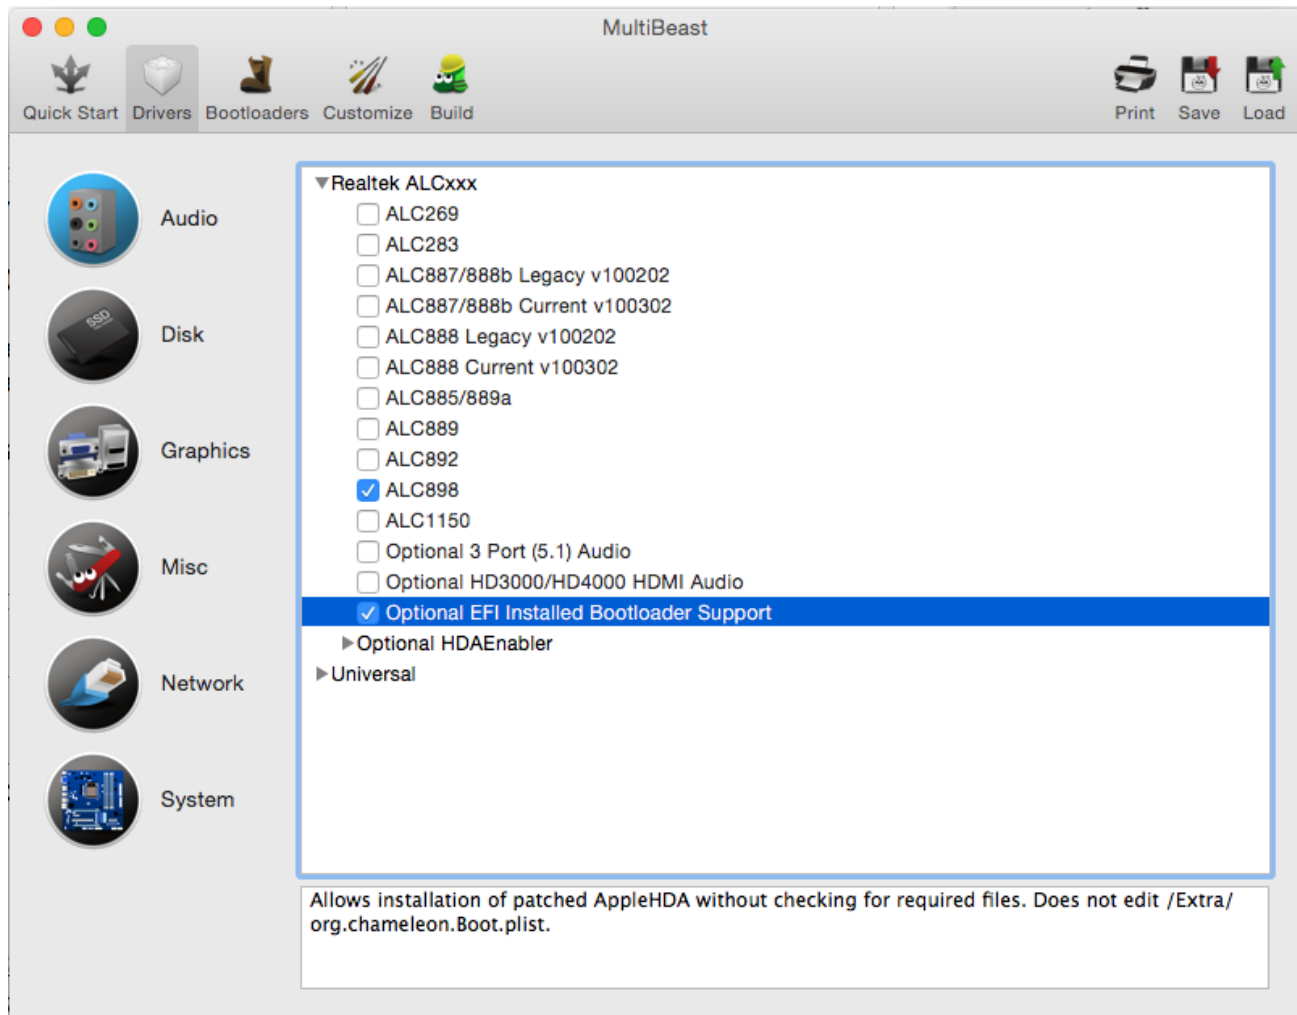 MultiBeast
Quick Start Drivers Bootloaders Customize Build Print Save Load
Audio
SSD
Disk
Graphics
Misc
Network
System
Realtek ALCxxx
ALC269
ALC283
ALC887/888b Legacy v100202
ALC887/888b Current v100302
ALC888 Legacy v100202
ALC888 Current v100302
ALC885/889a
ALC889
ALC892
ALC898
ALC1150
Optional 3 Port (5.1) Audio
Optional HD3000/HD4000 HDMI Audio
Optional EFI Installed Bootloader Support
Optional HDAEnabler
Universal
Allows installation of patched AppleHDA without checking for required files. Does not edit /Extra/
org.chameleon.Boot.plist.